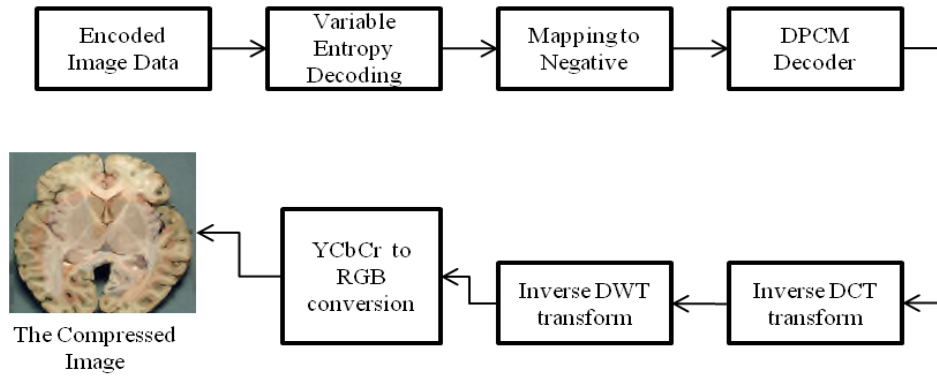 Encoded
Image Data
Variable
Entropy
Decoding
Mapping to
Negative
DPCM
Decoder
Inverse DCT
transform
Inverse DWT
transform
YCbCr to
RGB
conversion
The Compressed
Image